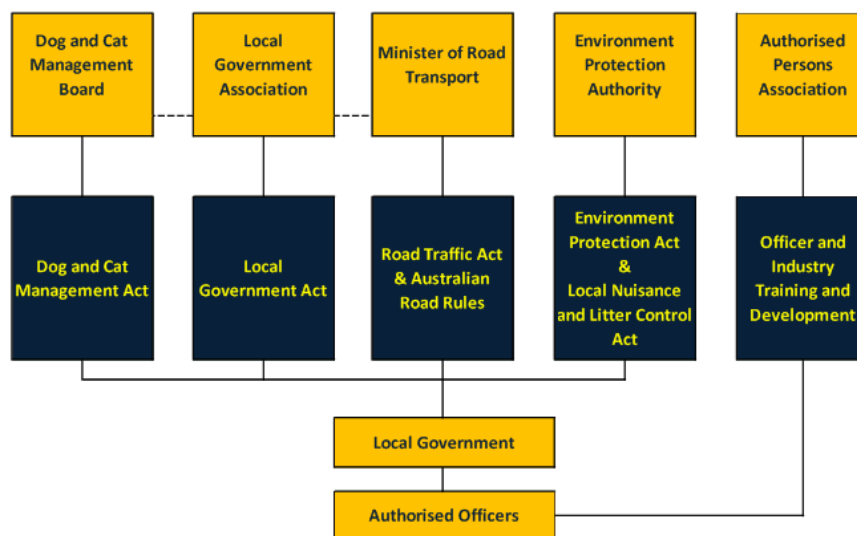 Dog and Cat
Management
Board
Local
Government
Association
Minister of Road
Transport
Environment
Protection
Authority
Authorised
Persons
Association
Dog and Cat
Management Act
Local
Government Act
Road Traffic Act
& Australian
Road Rules
Environment
Protection Act
&
Local Nuisance
and Litter Control
Act
Officer and
Industry
Training and
Development
Local Government
Authorised Officers